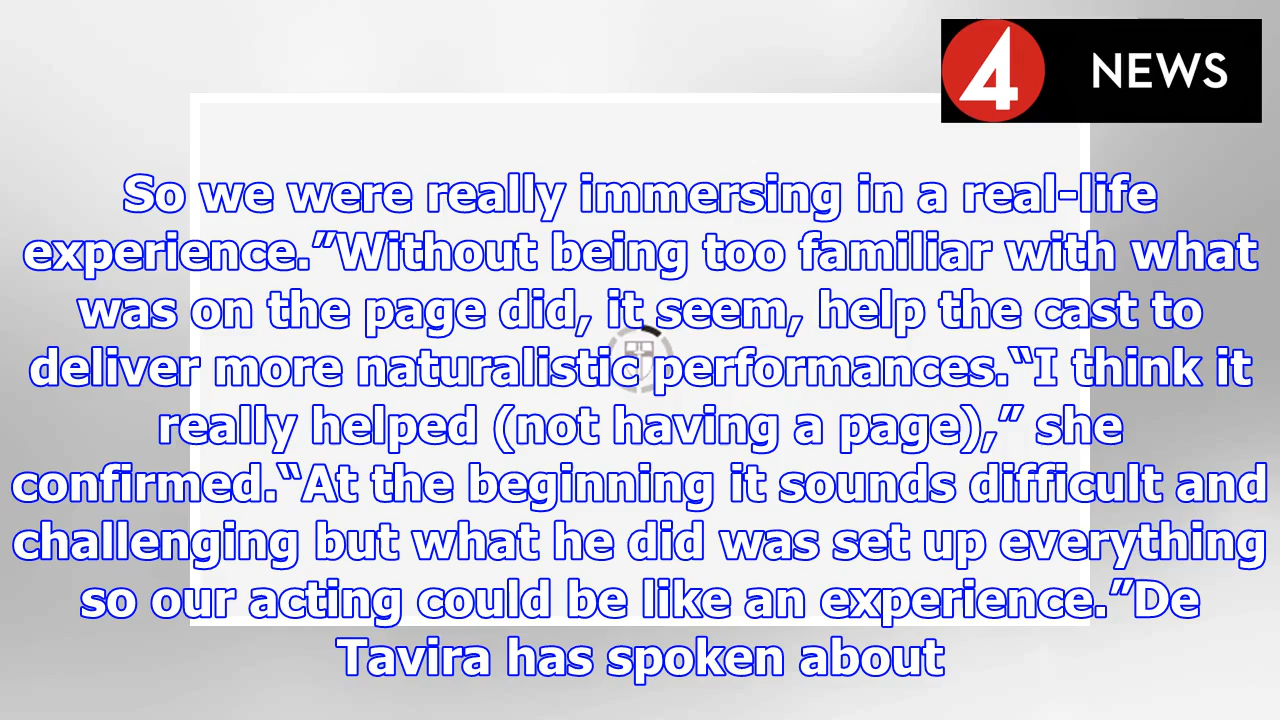 4 NEWS
So we were really immersing in a real-life
experience.”Without being too familiar with what
was on the page did, it seem, help the cast to
deliver more naturalistic performances.“I think it
really helped (not having a page),” she
confirmed.“At the beginning it sounds difficult and
challenging but what he did was set up everything
so our acting could be like an experience.”De
Tavira has spoken about